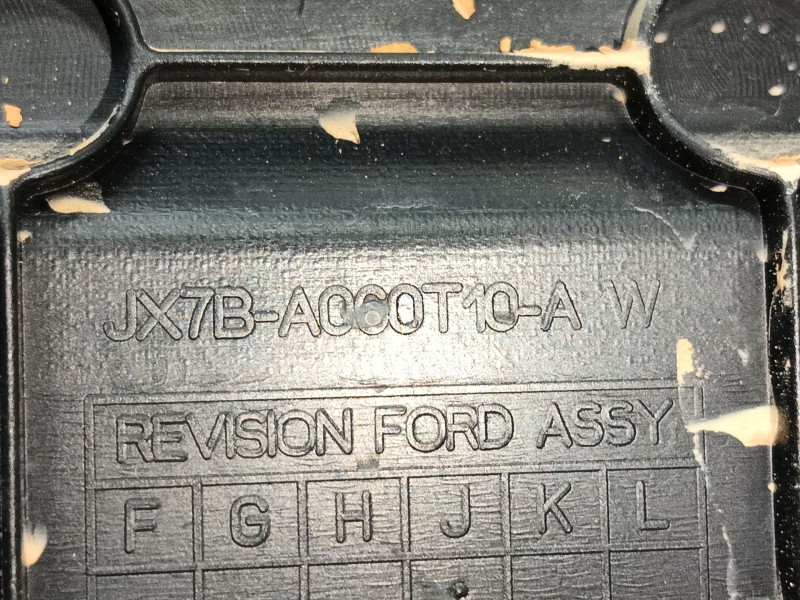 JX7B-A060T10-A W
REVISION FORD ASSY
F G H J K L